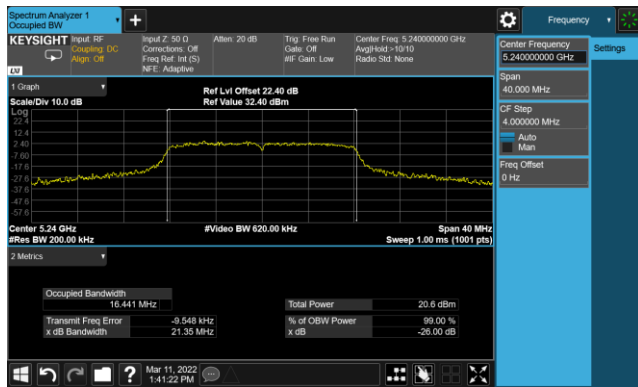 Spectrum Analyzer 1
Occupied BW
+
Frequency
KEYSIGHT
Input: RF
Coupling: DC
Align: Off
Input Z: 50 Ω
Corrections: Off
Freq Ref: Int (S)
NFE: Adaptive
Atten: 20 dB
Trig: Free Run
Gate: Off
#IF Gain: Low
Center Freq: 5.240000000 GHz
Avg|Hold:>10/10
Radio Std: None
LXI
1 Graph
Scale/Div 10.0 dB
Ref Lvl Offset 22.40 dB
Ref Value 32.40 dBm
Log
22.4
12.4
2.40
-7.60
-17.6
-27.6
-37.6
-47.6
-57.6
Center 5.24 GHz
#Res BW 200.00 kHz
#Video BW 620.00 kHz
Span 40 MHz
Sweep 1.00 ms (1001 pts)
2 Metrics
Occupied Bandwidth
16.441 MHz
Transmit Freq Error -9.548 kHz
x dB Bandwidth 21.35 MHz
Total Power 20.6 dBm
% of OBW Power 99.00 %
x dB -26.00 dB
Center Frequency
5.240000000 GHz
Settings
Span
40.000 MHz
CF Step
4.000000 MHz
Auto
Man
Freq Offset
0 Hz
?
Mar 11, 2022
1:41:22 PM